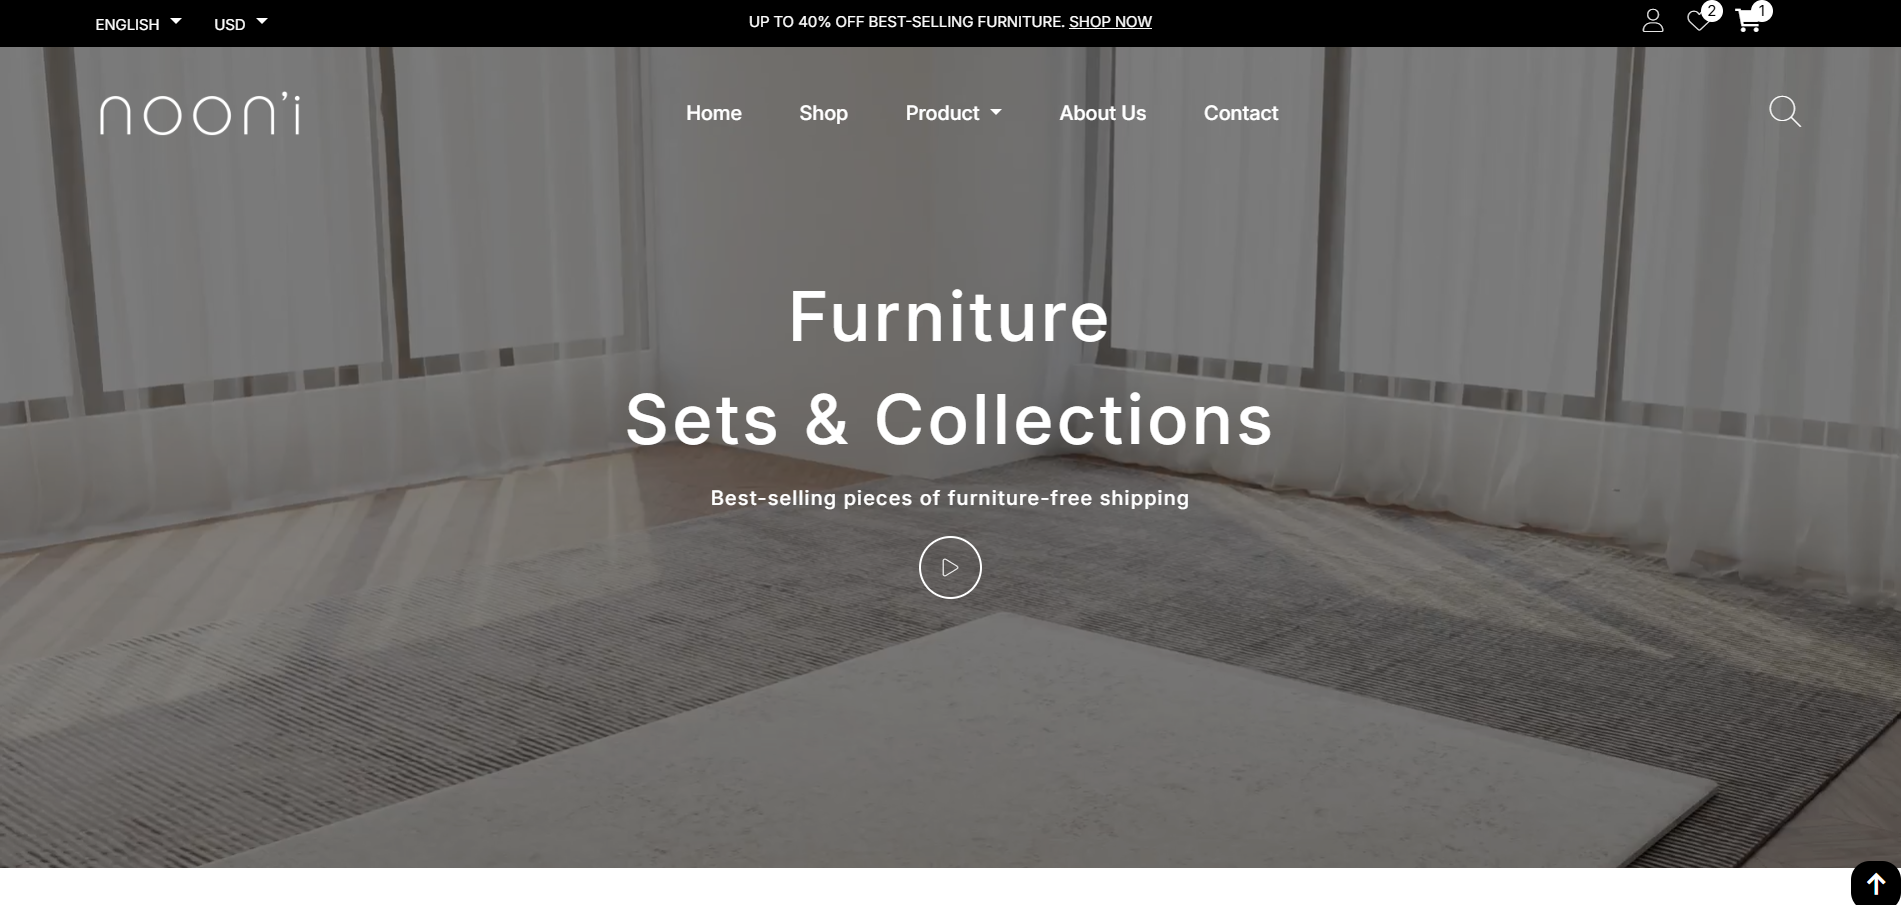 ENGLISH USD UP TO 40% OFF BEST-SELLING FURNITURE. SHOP NOW 2 1
noon'i Home Shop Product About Us Contact
Furniture
Sets & Collections
Best-selling pieces of furniture-free shipping